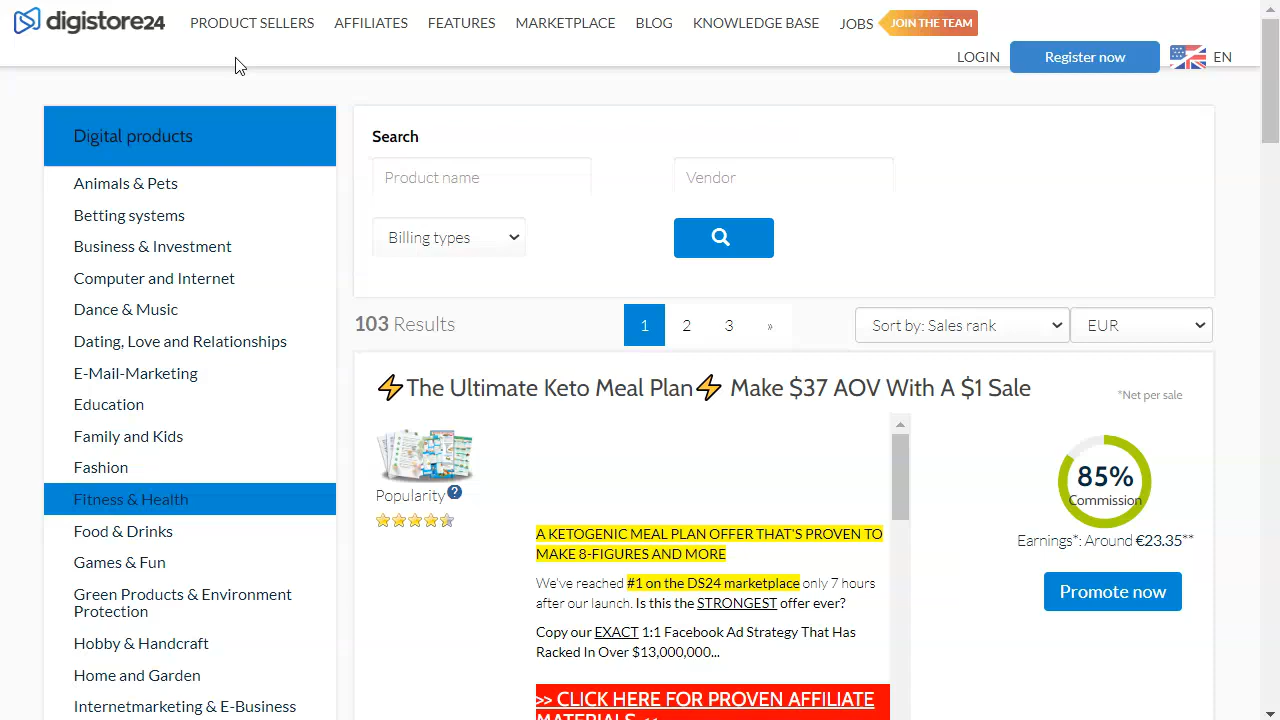 digistore24
PRODUCT SELLERS
AFFILIATES
FEATURES
MARKETPLACE
BLOG
KNOWLEDGE BASE
JOBS
JOIN THE TEAM
LOGIN
Register now
EN
Digital products
Animals & Pets
Betting systems
Business & Investment
Computer and Internet
Dance & Music
Dating, Love and Relationships
E-Mail-Marketing
Education
Family and Kids
Fashion
Fitness & Health
Food & Drinks
Games & Fun
Green Products & Environment
Protection
Hobby & Handcraft
Home and Garden
Internetmarketing & E-Business
Search
Product name
Vendor
Billing types
103 Results
1 2 3 »
Sort by: Sales rank
EUR
⚡The Ultimate Keto Meal Plan⚡ Make $37 AOV With A $1 Sale
*Net per sale
Popularity
?
A KETOGENIC MEAL PLAN OFFER THAT'S PROVEN TO
MAKE 8-FIGURES AND MORE
We've reached #1 on the DS24 marketplace only 7 hours
after our launch. Is this the STRONGEST offer ever?
Copy our EXACT 1:1 Facebook Ad Strategy That Has
Racked In Over $13,000,000...
>> CLICK HERE FOR PROVEN AFFILIATE
MATERIALS <<
85%
Commission
Earnings*: Around €23.35**
Promote now